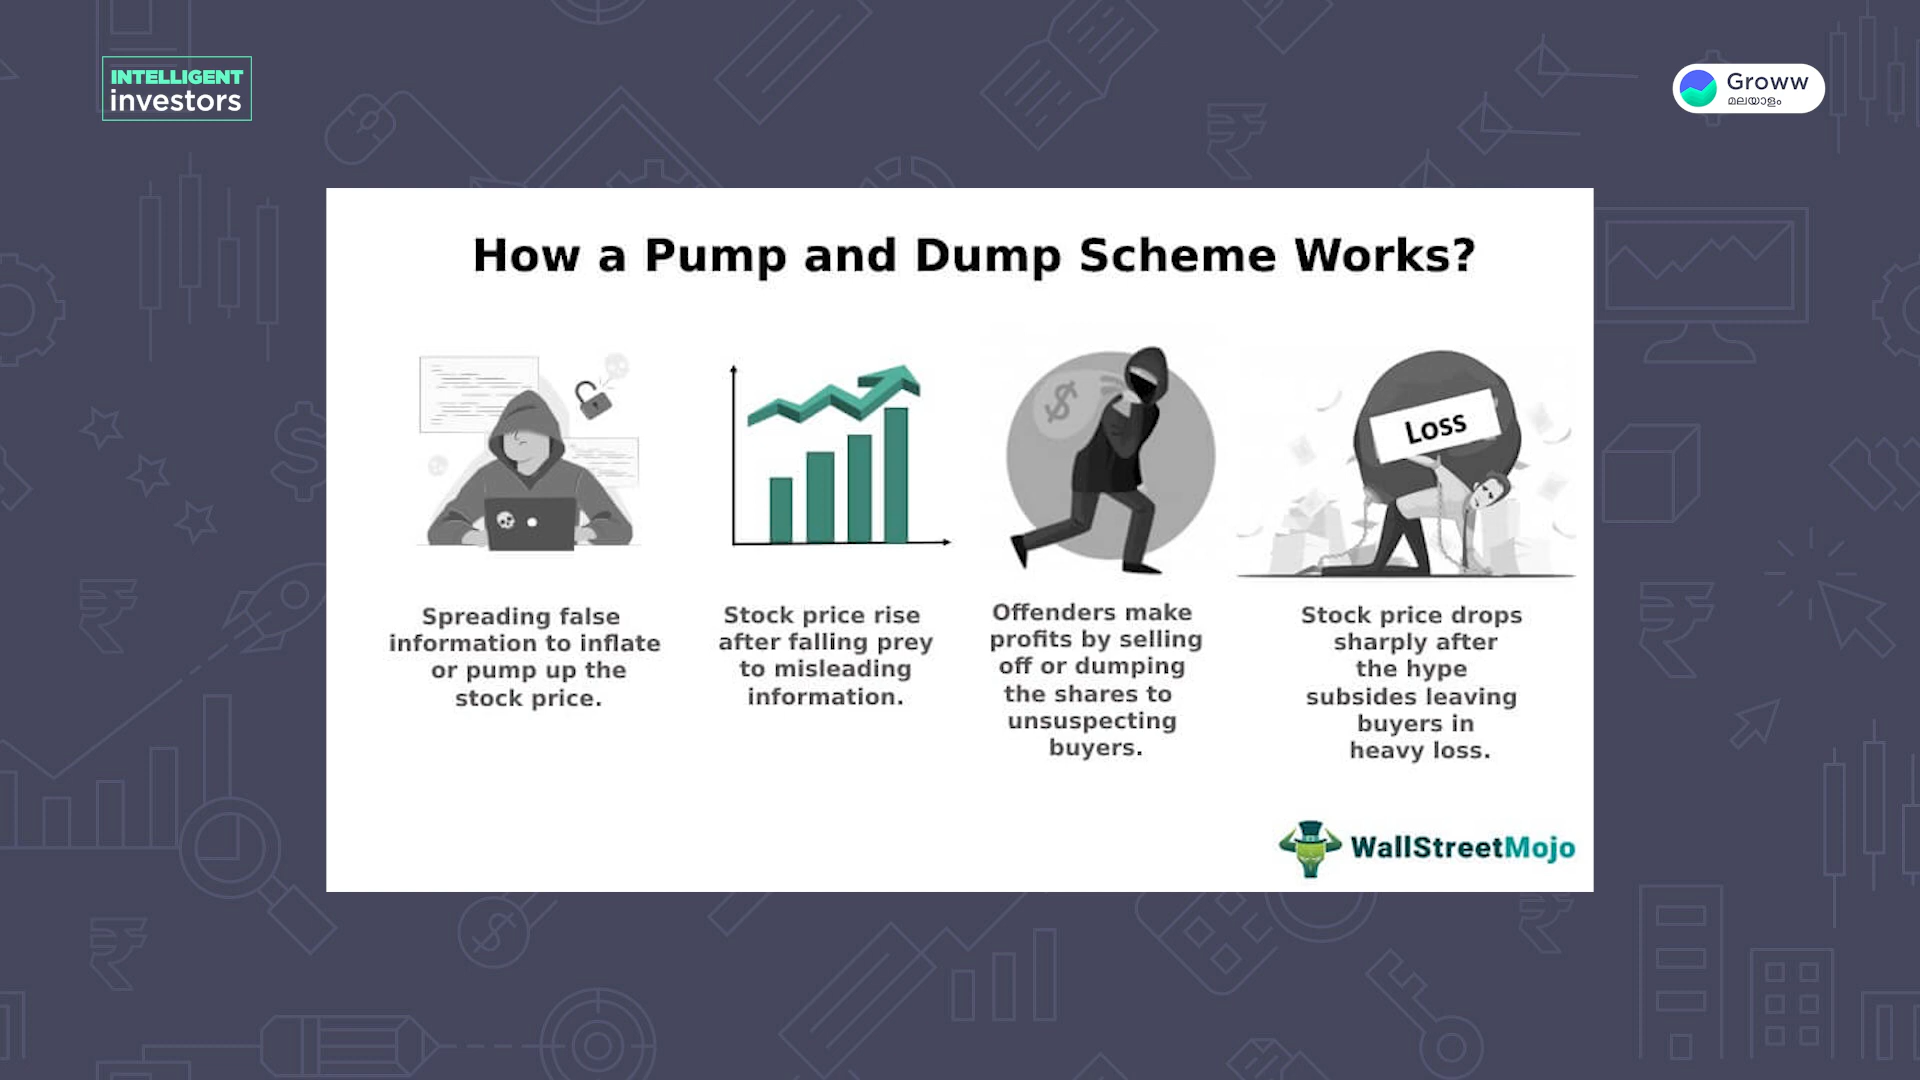 INTELLIGENT
investors
Groww
മലയാളം
How a Pump and Dump Scheme Works?
$
Loss
Spreading false
information to inflate
or pump up the
stock price.
Stock price rise
after falling prey
to misleading
information.
Offenders make
profits by selling
off or dumping
the shares to
unsuspecting
buyers.
Stock price drops
sharply after
the hype
subsides leaving
buyers in
heavy loss.
WallStreetMojo